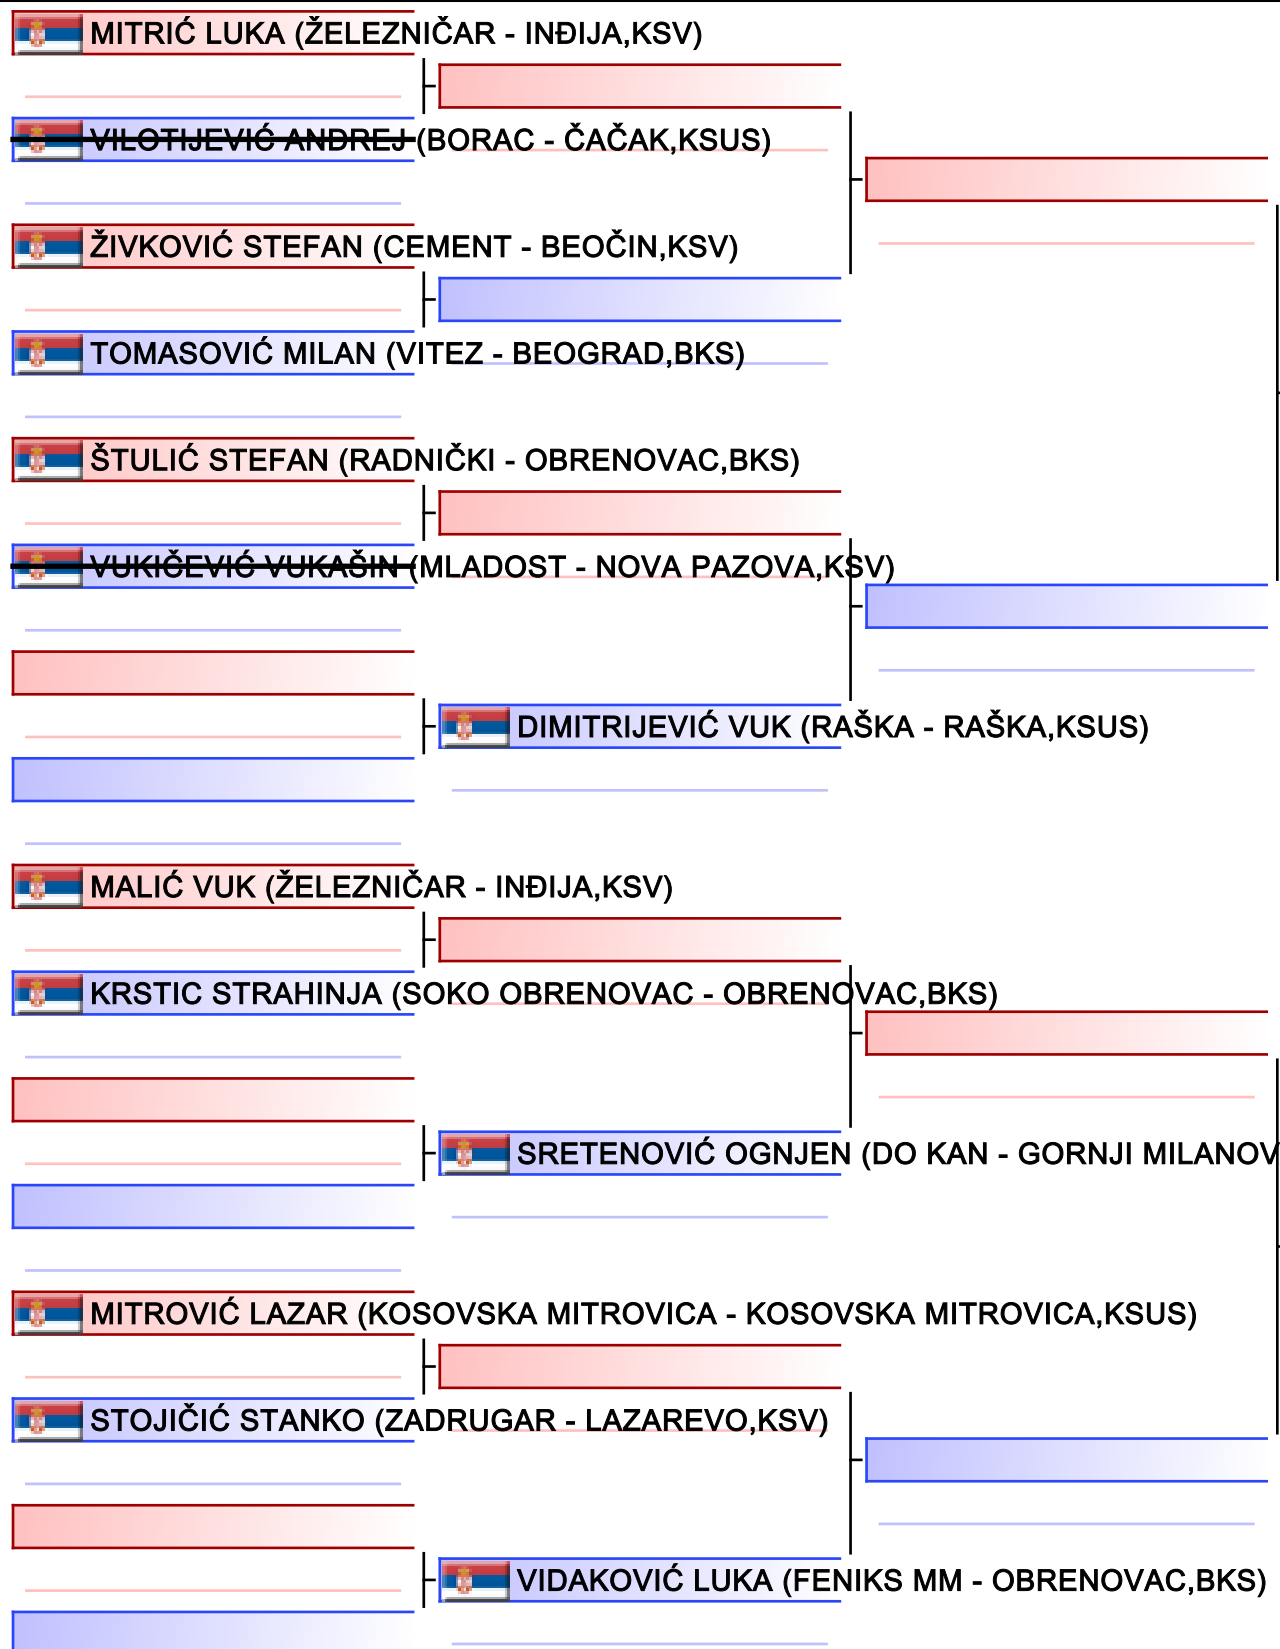 MITRIĆ LUKA (ŽELEZNIČAR - INĐIJA,KSV)
VILOTIJEVIĆ ANDREJ (BORAC - ČAČAK,KSUS)
ŽIVKOVIĆ STEFAN (CEMENT - BEOČIN,KSV)
TOMASOVIĆ MILAN (VITEZ - BEOGRAD,BKS)
ŠTULIĆ STEFAN (RADNIČKI - OBRENOVAC,BKS)
VUKIČEVIĆ VUKAŠIN (MLADOST - NOVA PAZOVA,KSV)
DIMITRIJEVIĆ VUK (RAŠKA - RAŠKA,KSUS)
MALIĆ VUK (ŽELEZNIČAR - INĐIJA,KSV)
KRSTIC STRAHINJA (SOKO OBRENOVAC - OBRENOVAC,BKS)
SRETENOVIĆ OGNJEN (DO KAN - GORNJI MILANOV
MITROVIĆ LAZAR (KOSOVSKA MITROVICA - KOSOVSKA MITROVICA,KSUS)
STOJIČIĆ STANKO (ZADRUGAR - LAZAREVO,KSV)
VIDAKOVIĆ LUKA (FENIKS MM - OBRENOVAC,BKS)